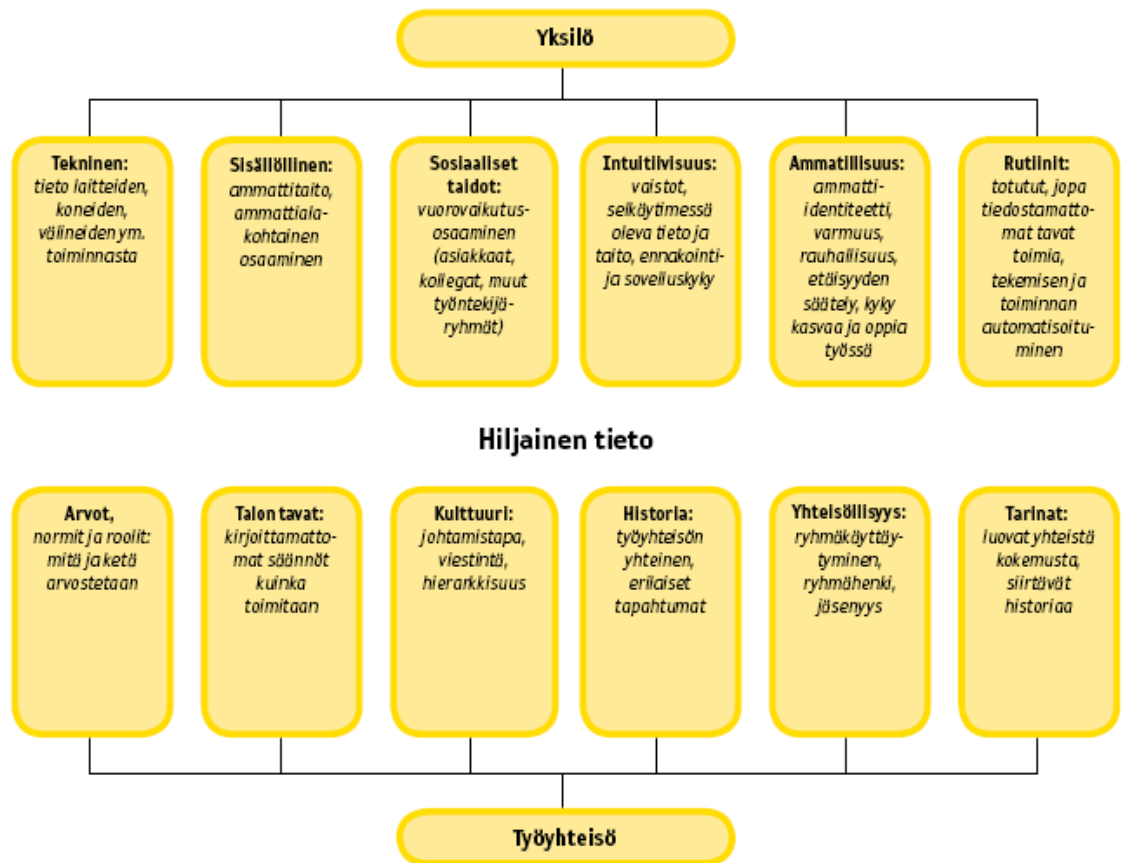 Yksilö
Tekninen:
tieto laitteiden,
koneiden,
välineiden ym.
toiminnasta
Sisällöllinen:
ammattitaito,
ammattiala-
kohtainen
osaaminen
Sosiaaliset
taidot:
vuorovaikutus-
osaaminen
(asiakkaat,
kollegat, muut
työntekijä-
ryhmät)
Intuitiivisuus:
vaistot,
selkäytimessä
oleva tieto ja
taito, ennakointi-
ja sovelluskyky
Ammatillisuus:
ammatti-
identiteetti,
varmuus,
rauhallisuus,
etäisyyden
säätely, kyky
kasvaa ja oppia
työssä
Rutiinit:
totutut, jopa
tiedostamatto-
mat tavat
toimia,
tekemisen ja
toiminnan
automatisoitu-
minen
Hiljainen tieto
Arvot,
normit ja roolit:
mitä ja ketä
arvostetaan
Talon tavat:
kirjoittamatto-
mat säännöt
kuinka
toimitaan
Kulttuuri:
johtamistapa,
viestintä,
hierarkkisuus
Historia:
työyhteisön
yhteinen,
erilaiset
tapahtumat
Yhteisöllisyys:
ryhmäkäyttäy-
tyminen,
ryhmähenki,
jäsenyys
Tarinat:
luovat yhteistä
kokemusta,
siirtävät
historiaa
Työyhteisö